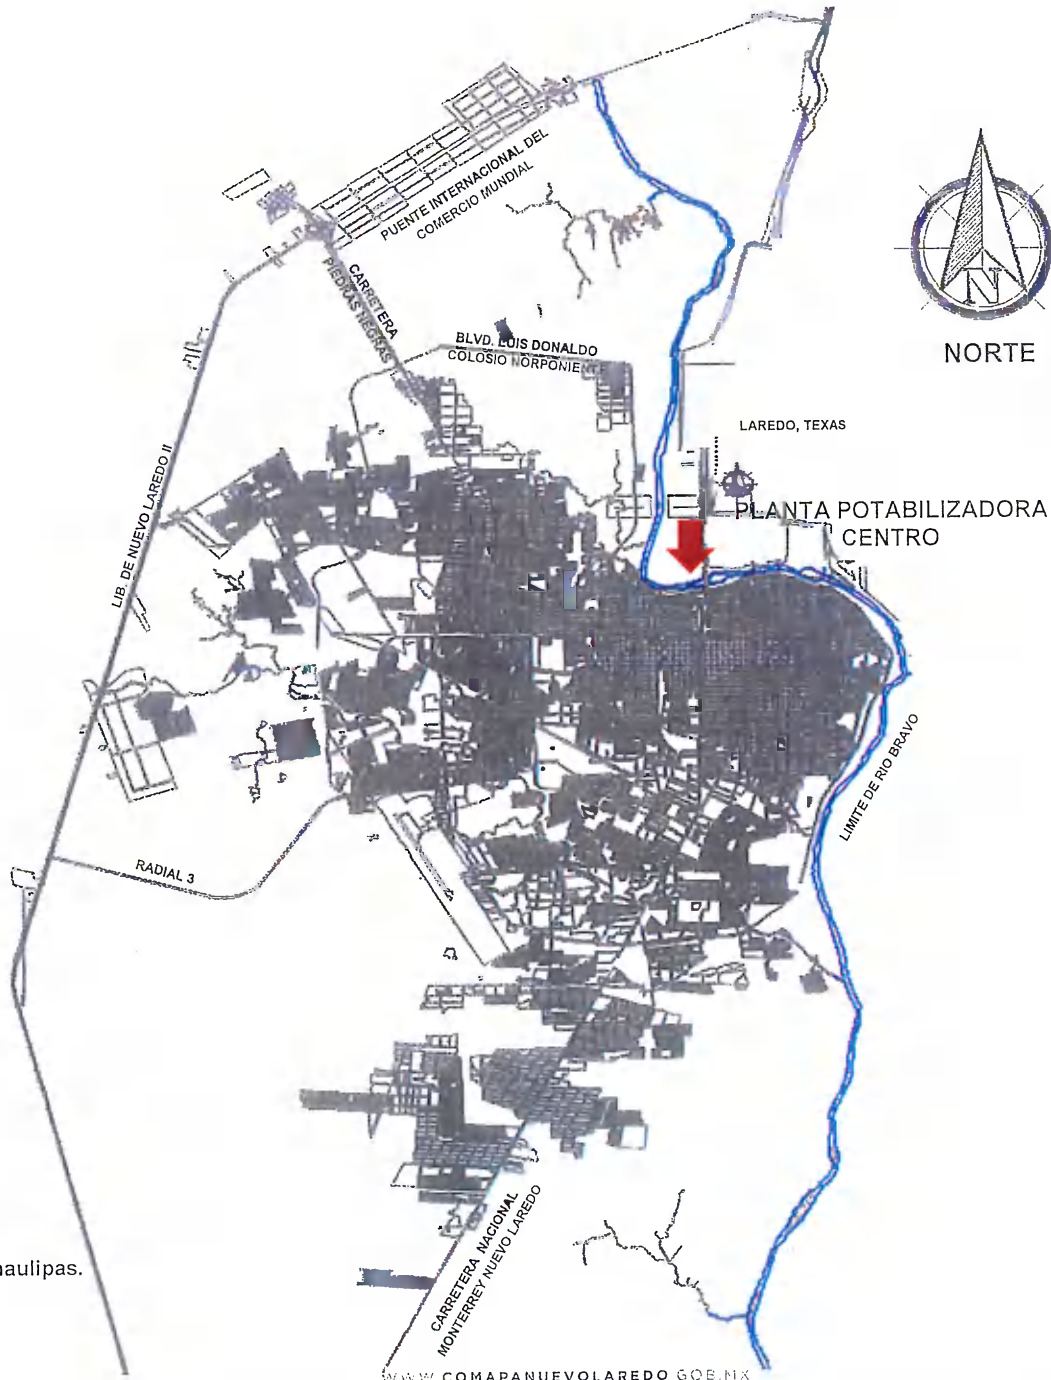 PUENTE INTERNACIONAL DEL
COMERCIO MUNDIAL
CARRETERA
PIEDRAS NEGRAS
BLVD. LUIS DONALDO
COLOSIO NORPONIENTE
N
NORTE
LAREDO, TEXAS
PLANTA POTABILIZADORA
CENTRO
LIB. DE NUEVO LAREDO II
LIMITE DE RIO BRAVO
RADIAL 3
CARRETERA NACIONAL
MONTERREY NUEVO LAREDO
naulipas.
WWW.COMAPANUEVOLAREDO.GOB.MX